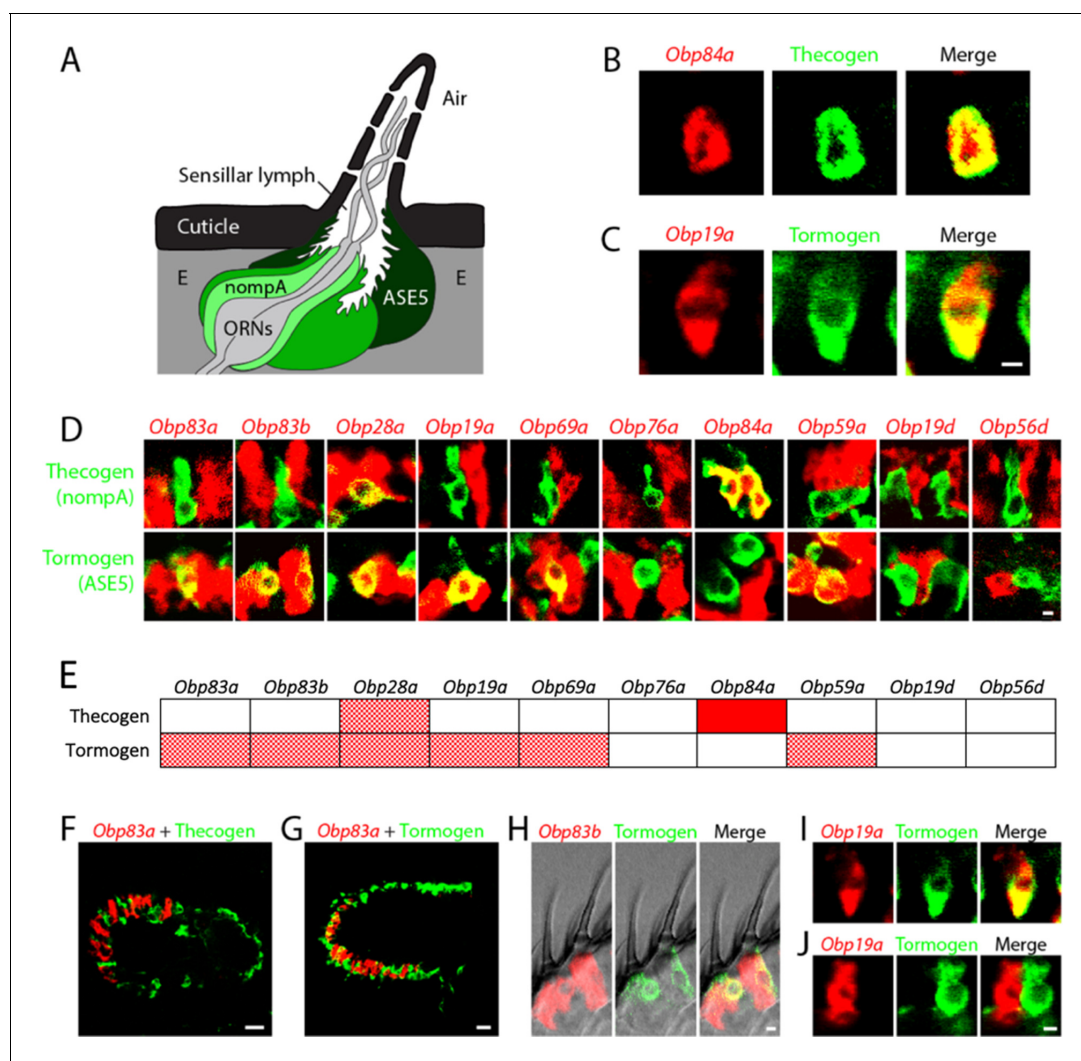 A
Air
Sensillar lymph
Cuticle
E
E
nompA
ASE5
ORNs
B
Obp84a Thecogen Merge
C
Obp19a Tormogen Merge
D
Obp83a Obp83b Obp28a Obp19a Obp69a Obp76a Obp84a Obp59a Obp19d Obp56d
Thecogen
(nompA)
Tormogen
(ASE5)
E
Obp83a Obp83b Obp28a Obp19a Obp69a Obp76a Obp84a Obp59a Obp19d Obp56d
Thecogen
Tormogen
F
Obp83a + Thecogen
G
Obp83a + Tormogen
H
Obp83b Tormogen Merge
I
Obp19a Tormogen Merge
J
Obp19a Tormogen Merge